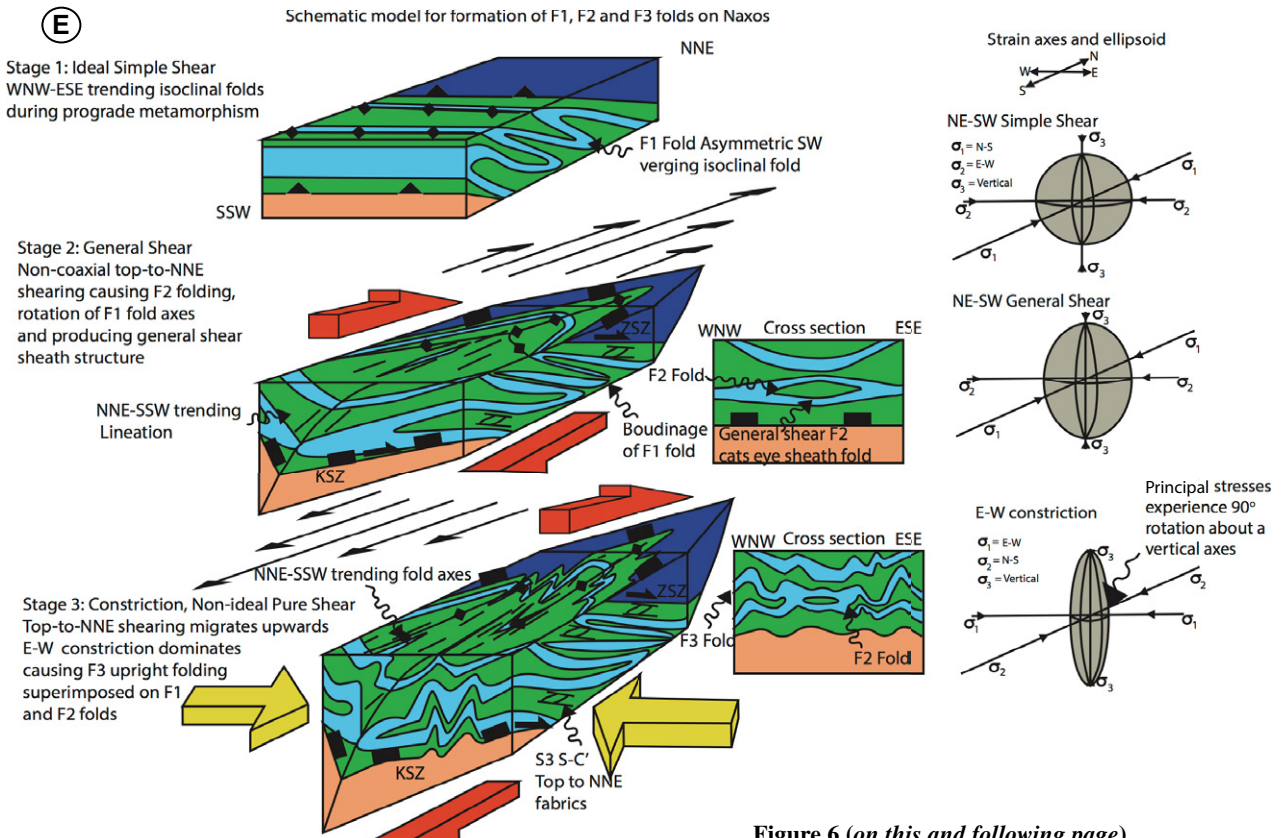 E
Schematic model for formation of F1, F2 and F3 folds on Naxos
Stage 1: Ideal Simple Shear
WNW-ESE trending isoclinal folds
during prograde metamorphism
NNE
SSW
F1 Fold Asymmetric SW
verging isoclinal fold
Stage 2: General Shear
Non-coaxial top-to-NNE
shearing causing F2 folding,
rotation of F1 fold axes
and producing general shear
sheath structure
NNE-SSW trending
Lineation
ZSZ
KSZ
Boudinage
of F1 fold
WNW
Cross section
ESE
F2 Fold
General shear F2
cats eye sheath fold
Stage 3: Constriction, Non-ideal Pure Shear
Top-to-NNE shearing migrates upwards
E-W constriction dominates
causing F3 upright folding
superimposed on F1
and F2 folds
NNE-SSW trending fold axes
ZSZ
KSZ
S3 S-C'
Top to NNE
fabrics
WNW
Cross section
ESE
F3 Fold
F2 Fold
Strain axes and ellipsoid
N
W
E
S
NE-SW Simple Shear
σ1 = N-S
σ2 = E-W
σ3 = Vertical
σ3
σ1
σ2
σ2
σ1
σ3
NE-SW General Shear
σ3
σ1
σ2
σ2
σ1
σ3
E-W constriction
σ1 = E-W
σ2 = N-S
σ3 = Vertical
Principal stresses
experience 90°
rotation about a
vertical axes
σ3
σ2
σ1
σ1
σ2
σ3
Figure 6 (on this and following page)